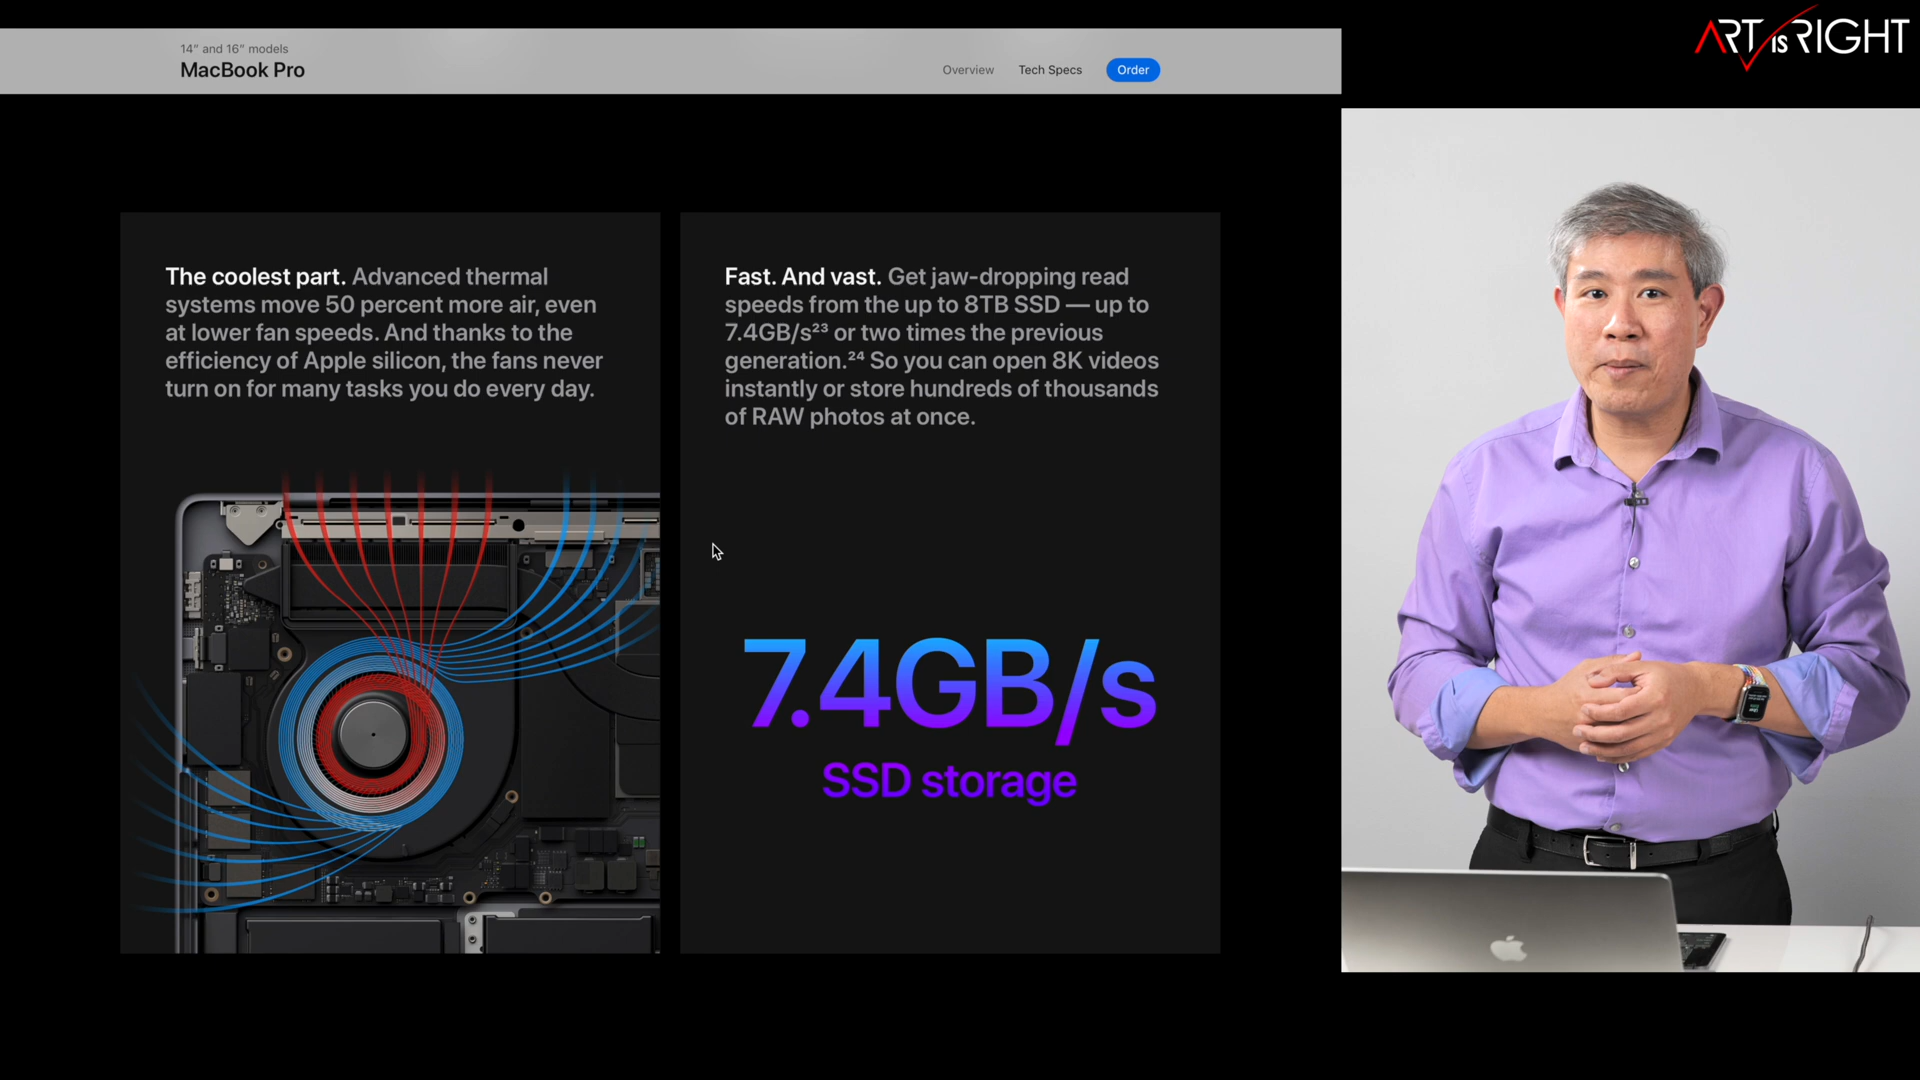 ART IS RIGHT
14" and 16" models
MacBook Pro
Overview
Tech Specs
Order
The coolest part. Advanced thermal
systems move 50 percent more air, even
at lower fan speeds. And thanks to the
efficiency of Apple silicon, the fans never
turn on for many tasks you do every day.
Fast. And vast. Get jaw-dropping read
speeds from the up to 8TB SSD — up to
7.4GB/s²³ or two times the previous
generation.²⁴ So you can open 8K videos
instantly or store hundreds of thousands
of RAW photos at once.
7.4GB/s
SSD storage